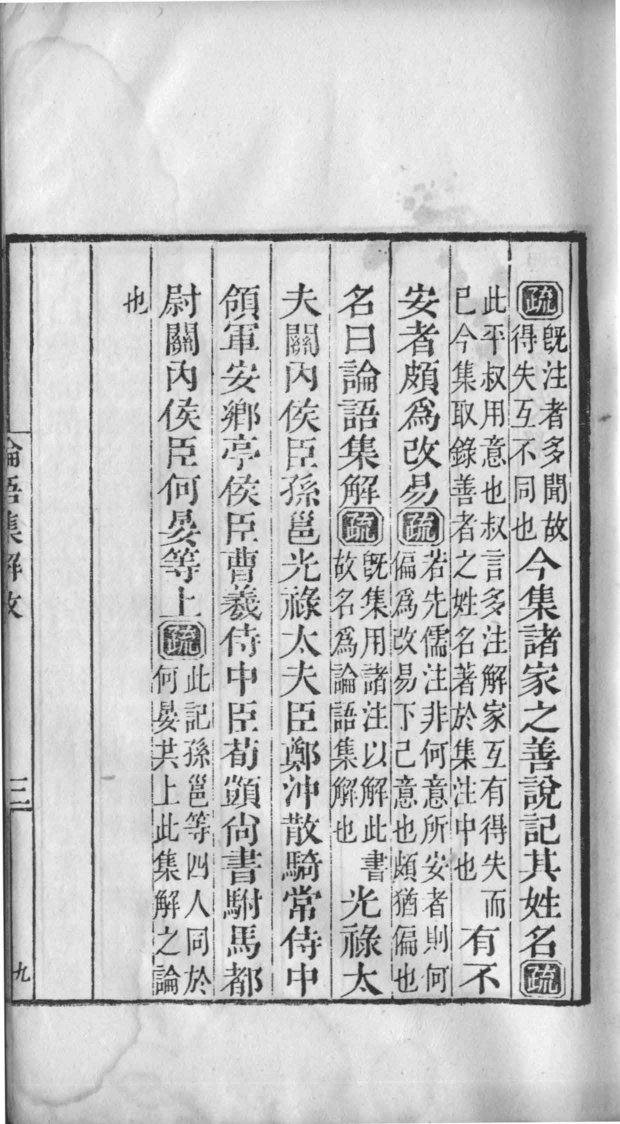 疏既注者多聞故得失互不同也今集諸家之善說記其姓名疏
此平叔用意也叔言多注解家互有得失而已今集取錄善者之姓名著於集注中也有不
安者頗爲改易疏若先儒注非何意所安者則何偏爲改易下己意也頗猶偏也
名曰論語集解疏既集用諸注以解此書故名爲論語集解也光祿太
夫關內侯臣孫邕光祿太夫臣鄭沖散騎常侍中
領軍安鄉亭侯臣曹羲侍中臣荀顗尚書駙馬都
尉關內侯臣何晏等上疏此記孫邕等四人同於何晏共上此集解之論
也
論語集解敘 三 九